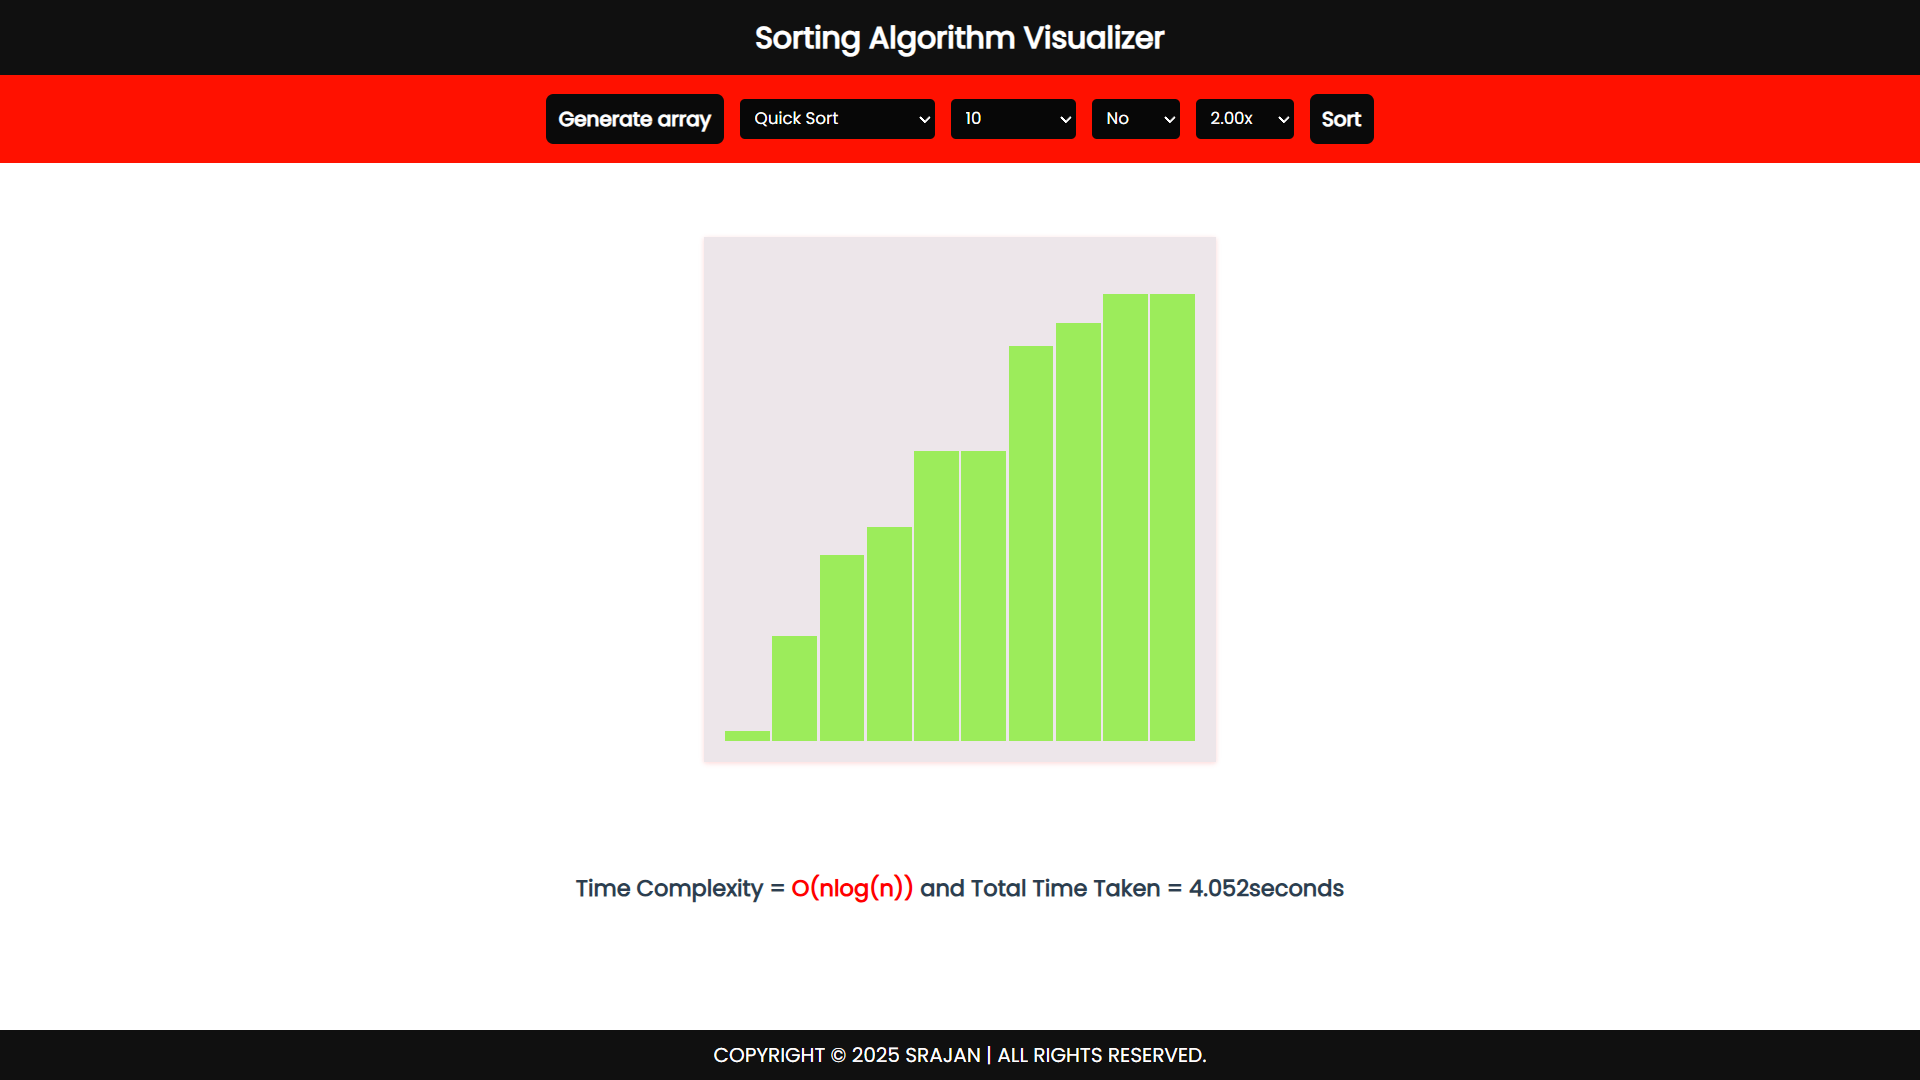 Sorting Algorithm Visualizer
Generate array Quick Sort 10 No 2.00x Sort
Time Complexity = O(nlog(n)) and Total Time Taken = 4.052seconds
COPYRIGHT © 2025 SRAJAN | ALL RIGHTS RESERVED.